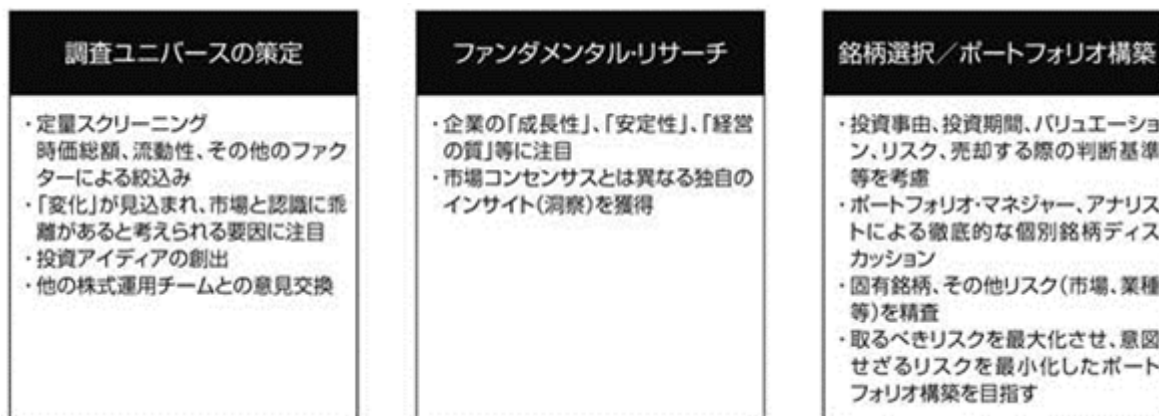 調査ユニバースの策定
・定量スクリーニング
時価総額、流動性、その他のファク
ターによる絞込み
・「変化」が見込まれ、市場と認識に乖
離があると考えられる要因に注目
・投資アイディアの創出
・他の株式運用チームとの意見交換
ファンダメンタル・リサーチ
・企業の「成長性」、「安定性」、「経営
の質」等に注目
・市場コンセンサスとは異なる独自の
インサイト(洞察)を獲得
銘柄選択／ポートフォリオ構築
・投資事由、投資期間、バリュエーショ
ン、リスク、売却する際の判断基準
等を考慮
・ポートフォリオ・マネジャー、アナリス
トによる徹底的な個別銘柄ディス
カッション
・固有銘柄、その他リスク(市場、業種
等)を精査
・取るべきリスクを最大化させ、意図
せざるリスクを最小化したポート
フォリオ構築を目指す